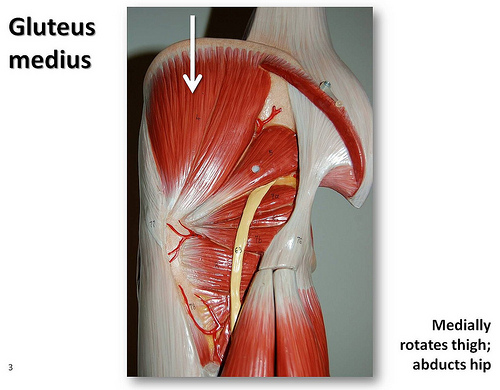 Gluteus
medius
Medially
rotates thigh;
abducts hip
3